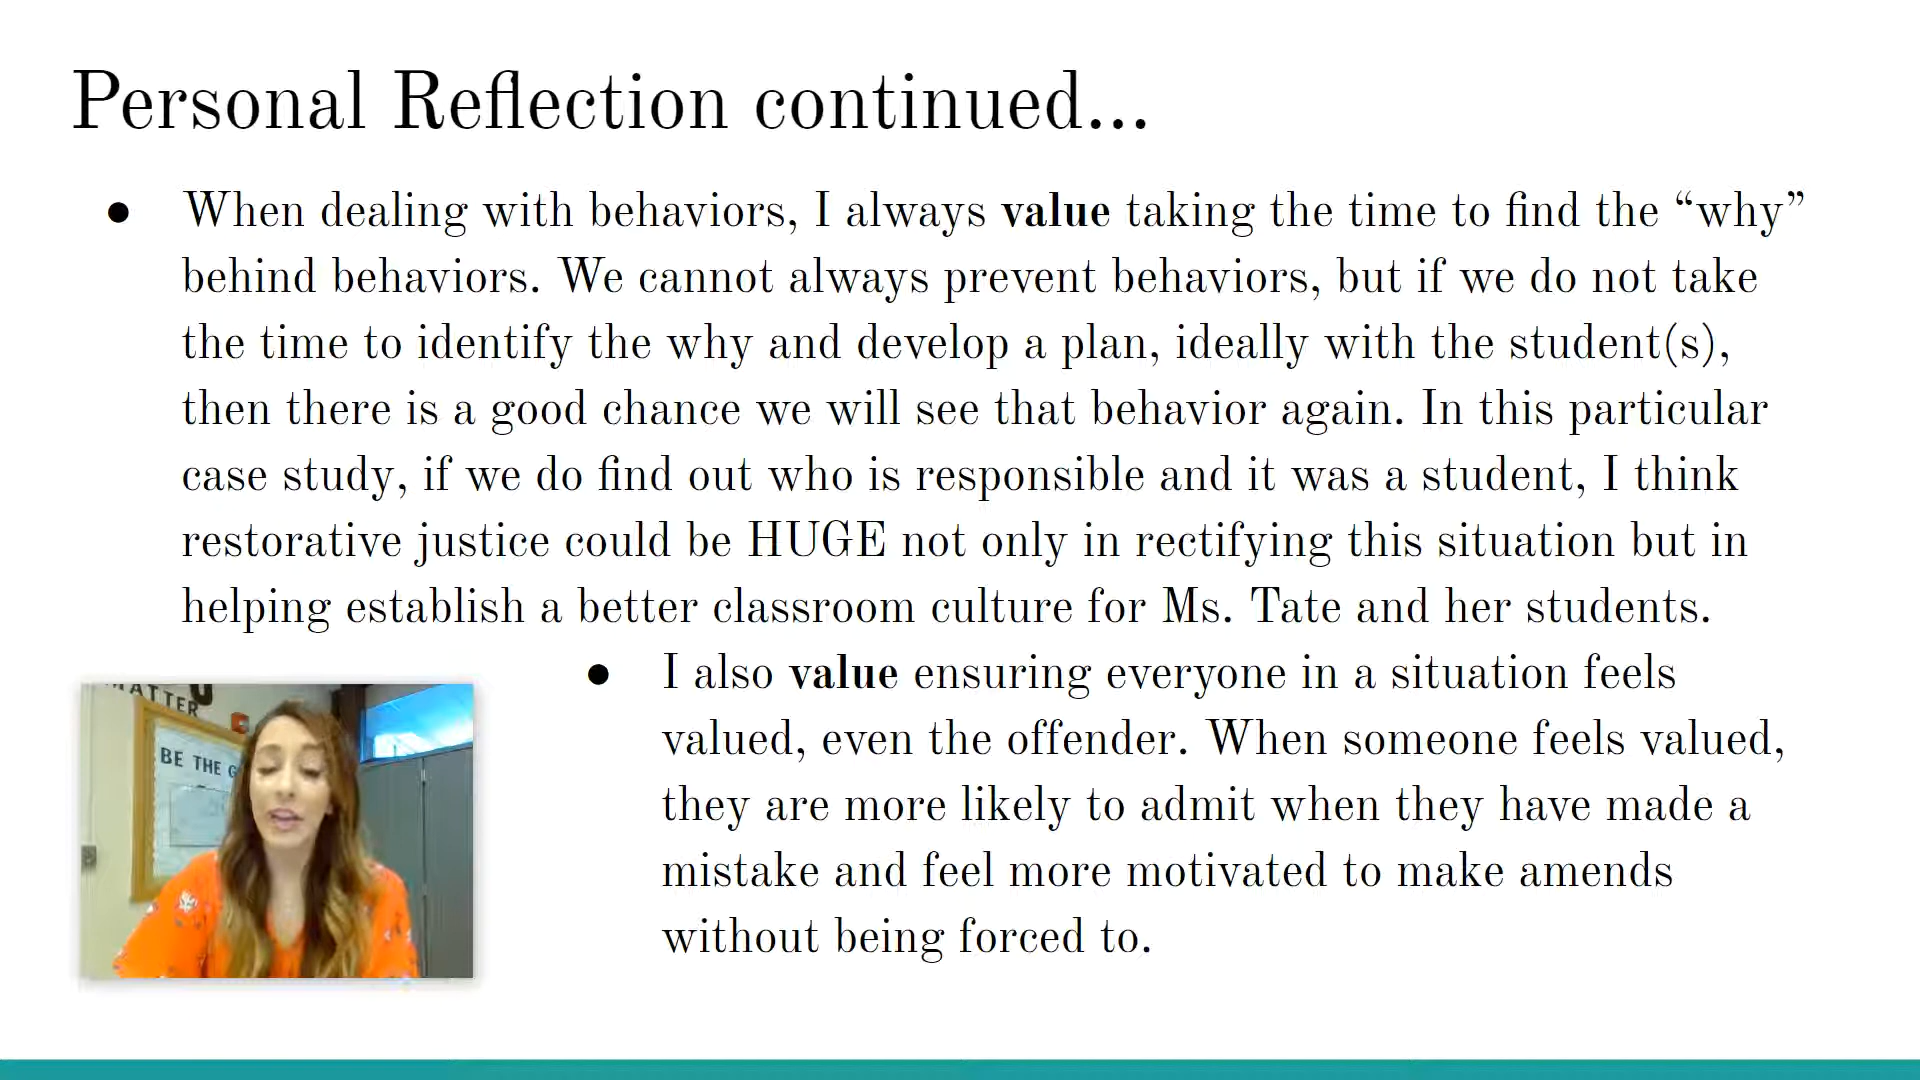 Personal Reflection continued...
● When dealing with behaviors, I always value taking the time to find the “why”
behind behaviors. We cannot always prevent behaviors, but if we do not take
the time to identify the why and develop a plan, ideally with the student(s),
then there is a good chance we will see that behavior again. In this particular
case study, if we do find out who is responsible and it was a student, I think
restorative justice could be HUGE not only in rectifying this situation but in
helping establish a better classroom culture for Ms. Tate and her students.
● I also value ensuring everyone in a situation feels
valued, even the offender. When someone feels valued,
they are more likely to admit when they have made a
mistake and feel more motivated to make amends
without being forced to.
MATTER
BE THE G